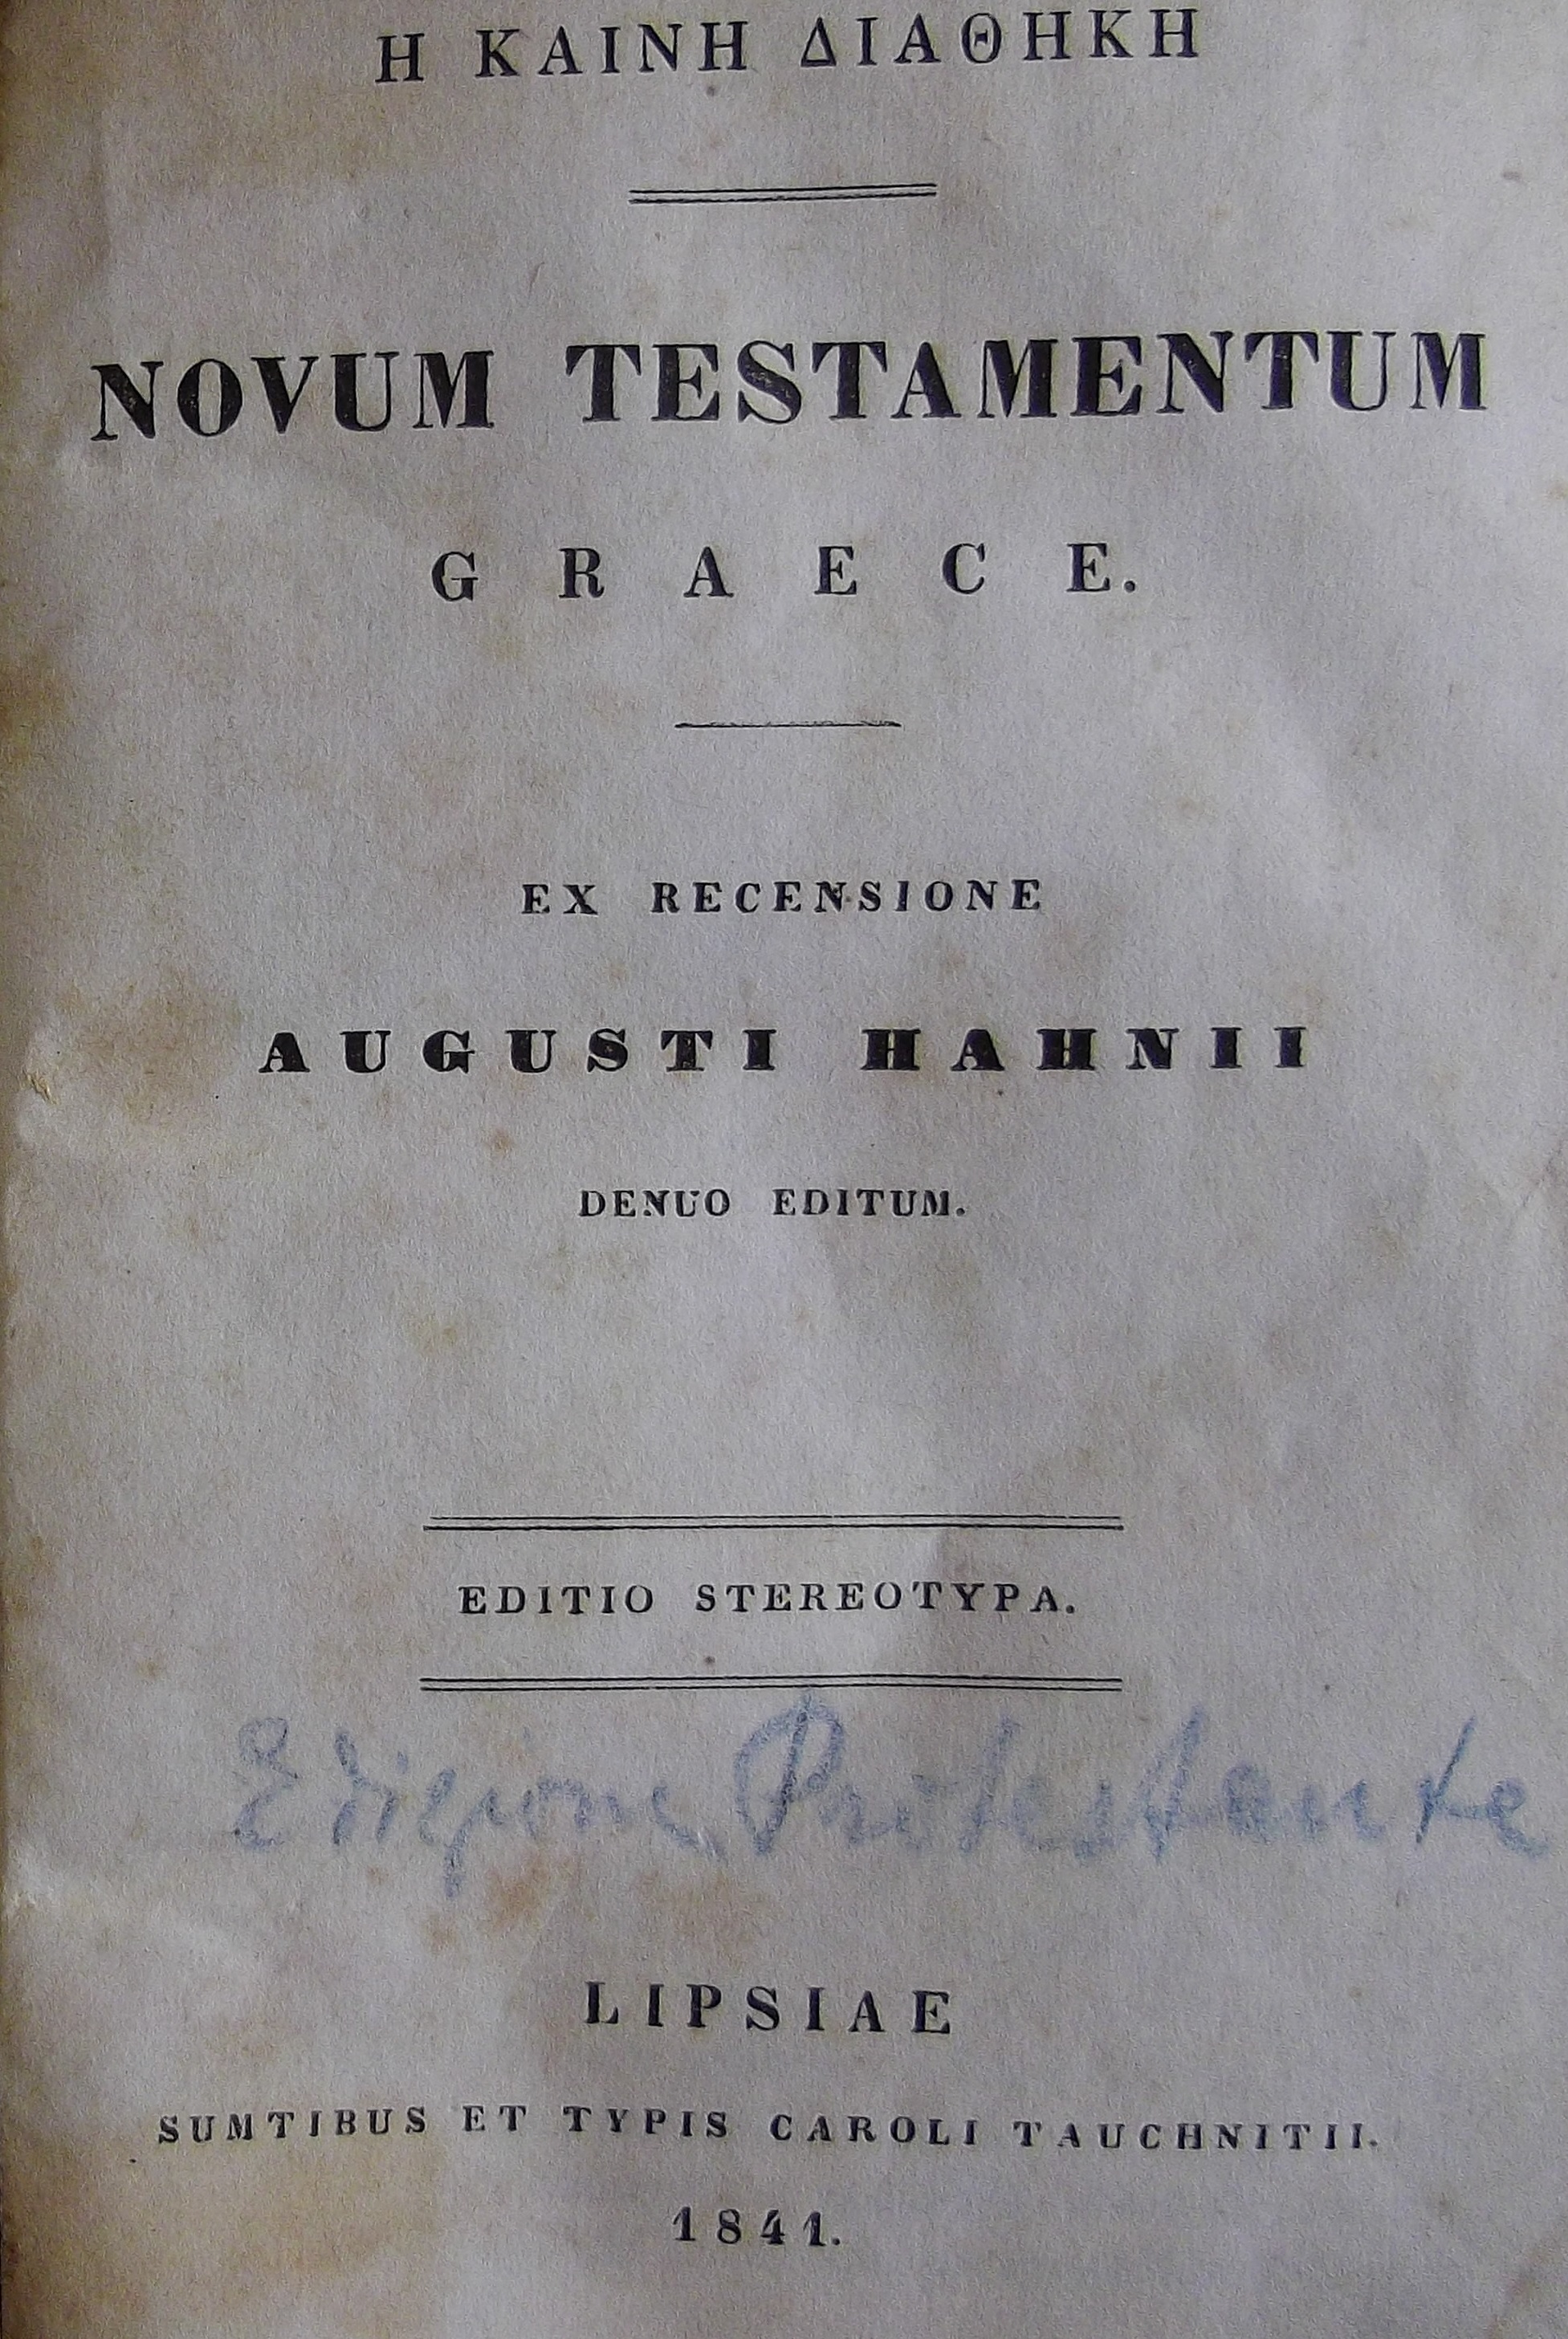 Η ΚΑΙΝΗ ΔΙΑΘΗΚΗ
NOVUM TESTAMENTUM
GRAECE.
EX RECENSIONE
AUGUSTI HAHNII
DENUO EDITUM.
EDITIO STEREOTYPA.
Edizione Protestante
LIPSIAE
SUMTIBUS ET TYPIS CAROLI TAUCHNITII.
1841.